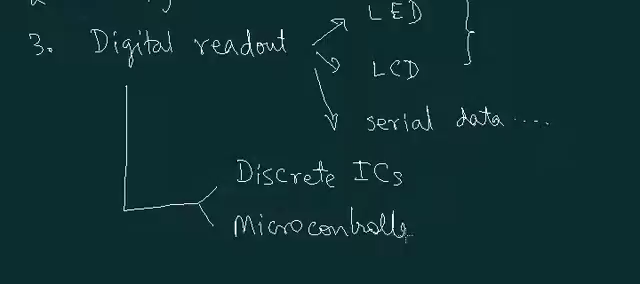 LED
3. Digital readout
LCD
serial data ....
Discrete ICs
Microcontrolle